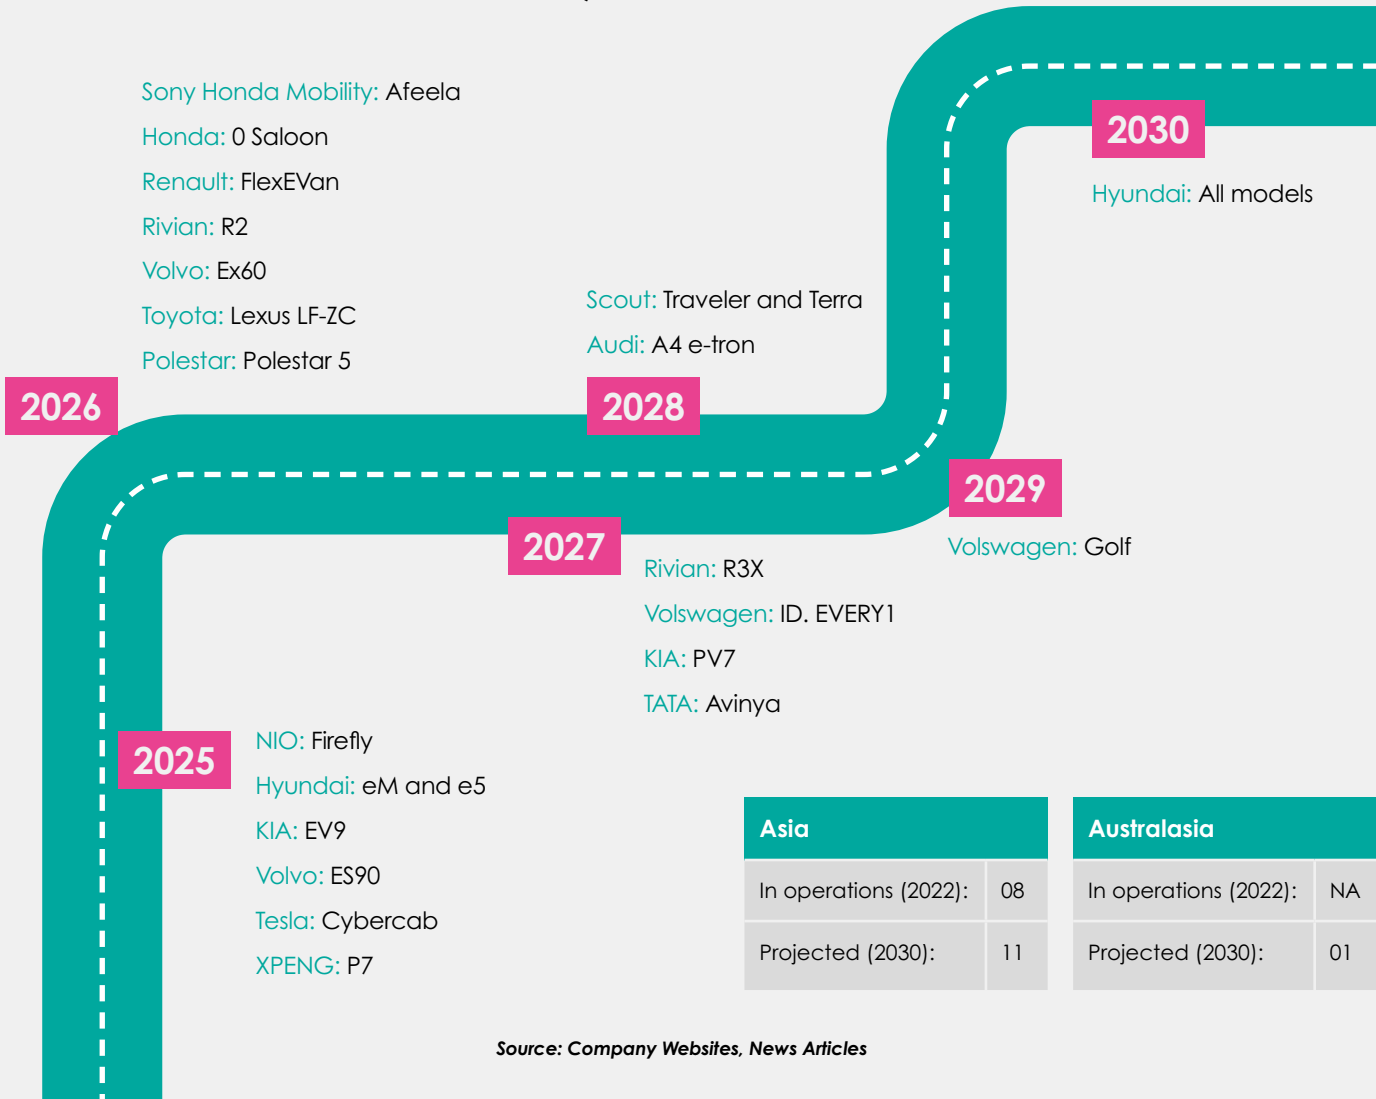 Sony Honda Mobility: Afeela
Honda: 0 Saloon
Renault: FlexEVan
Rivian: R2
Volvo: Ex60
Toyota: Lexus LF-ZC
Polestar: Polestar 5
2026
Scout: Traveler and Terra
Audi: A4 e-tron
2028
2030
Hyundai: All models
2029
Volswagen: Golf
2027
Rivian: R3X
Volswagen: ID. EVERY1
KIA: PV7
TATA: Avinya
2025
NIO: Firefly
Hyundai: eM and e5
KIA: EV9
Volvo: ES90
Tesla: Cybercab
XPENG: P7
Asia
In operations (2022): 08
Projected (2030): 11
Australasia
In operations (2022): NA
Projected (2030): 01
Source: Company Websites, News Articles